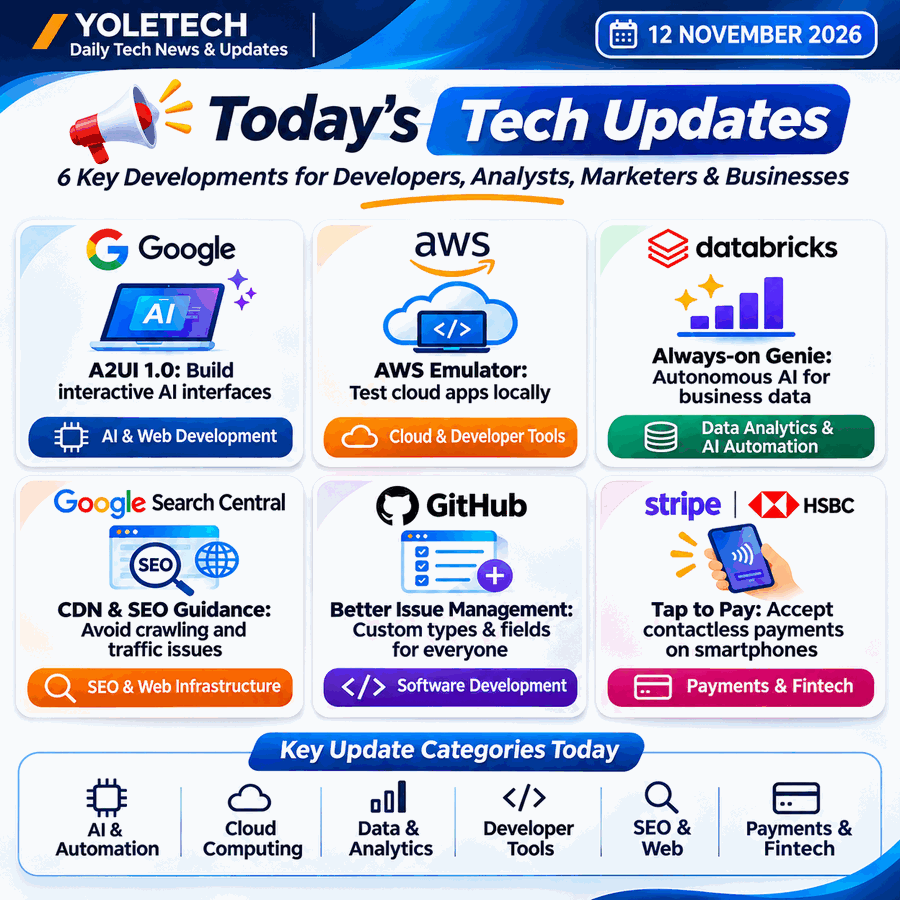 YOLETECH
Daily Tech News & Updates
12 NOVEMBER 2026
Today's Tech Updates
6 Key Developments for Developers, Analysts, Marketers & Businesses
Google
AI
A2UI 1.0: Build
interactive AI interfaces
AI & Web Development
aws
</>
AWS Emulator:
Test cloud apps locally
Cloud & Developer Tools
databricks
Always-on Genie:
Autonomous AI for
business data
Data Analytics &
AI Automation
Google Search Central
SEO
CDN & SEO Guidance:
Avoid crawling and
traffic issues
SEO & Web Infrastructure
GitHub
Better Issue Management:
Custom types & fields
for everyone
</> Software Development
stripe | HSBC
Tap to Pay: Accept
contactless payments
on smartphones
Payments & Fintech
Key Update Categories Today
AI &
Automation
Cloud
Computing
Data &
Analytics
</>
Developer
Tools
SEO &
Web
Payments &
Fintech